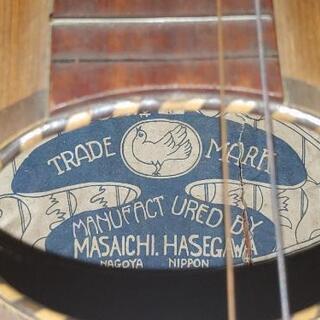 TRADE MARK
MANUFACTURED BY
MASAICHI. HASEGAWA
NAGOYA NIPPON